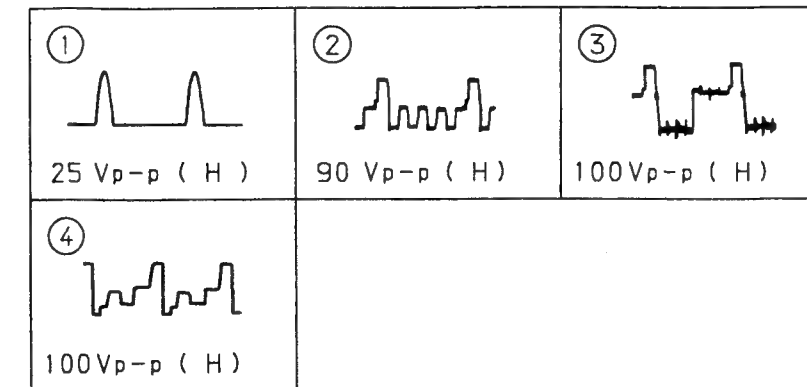 ① ② ③
25 Vp-p ( H ) 90 Vp-p ( H ) 100Vp-p ( H )
④
100Vp-p ( H )